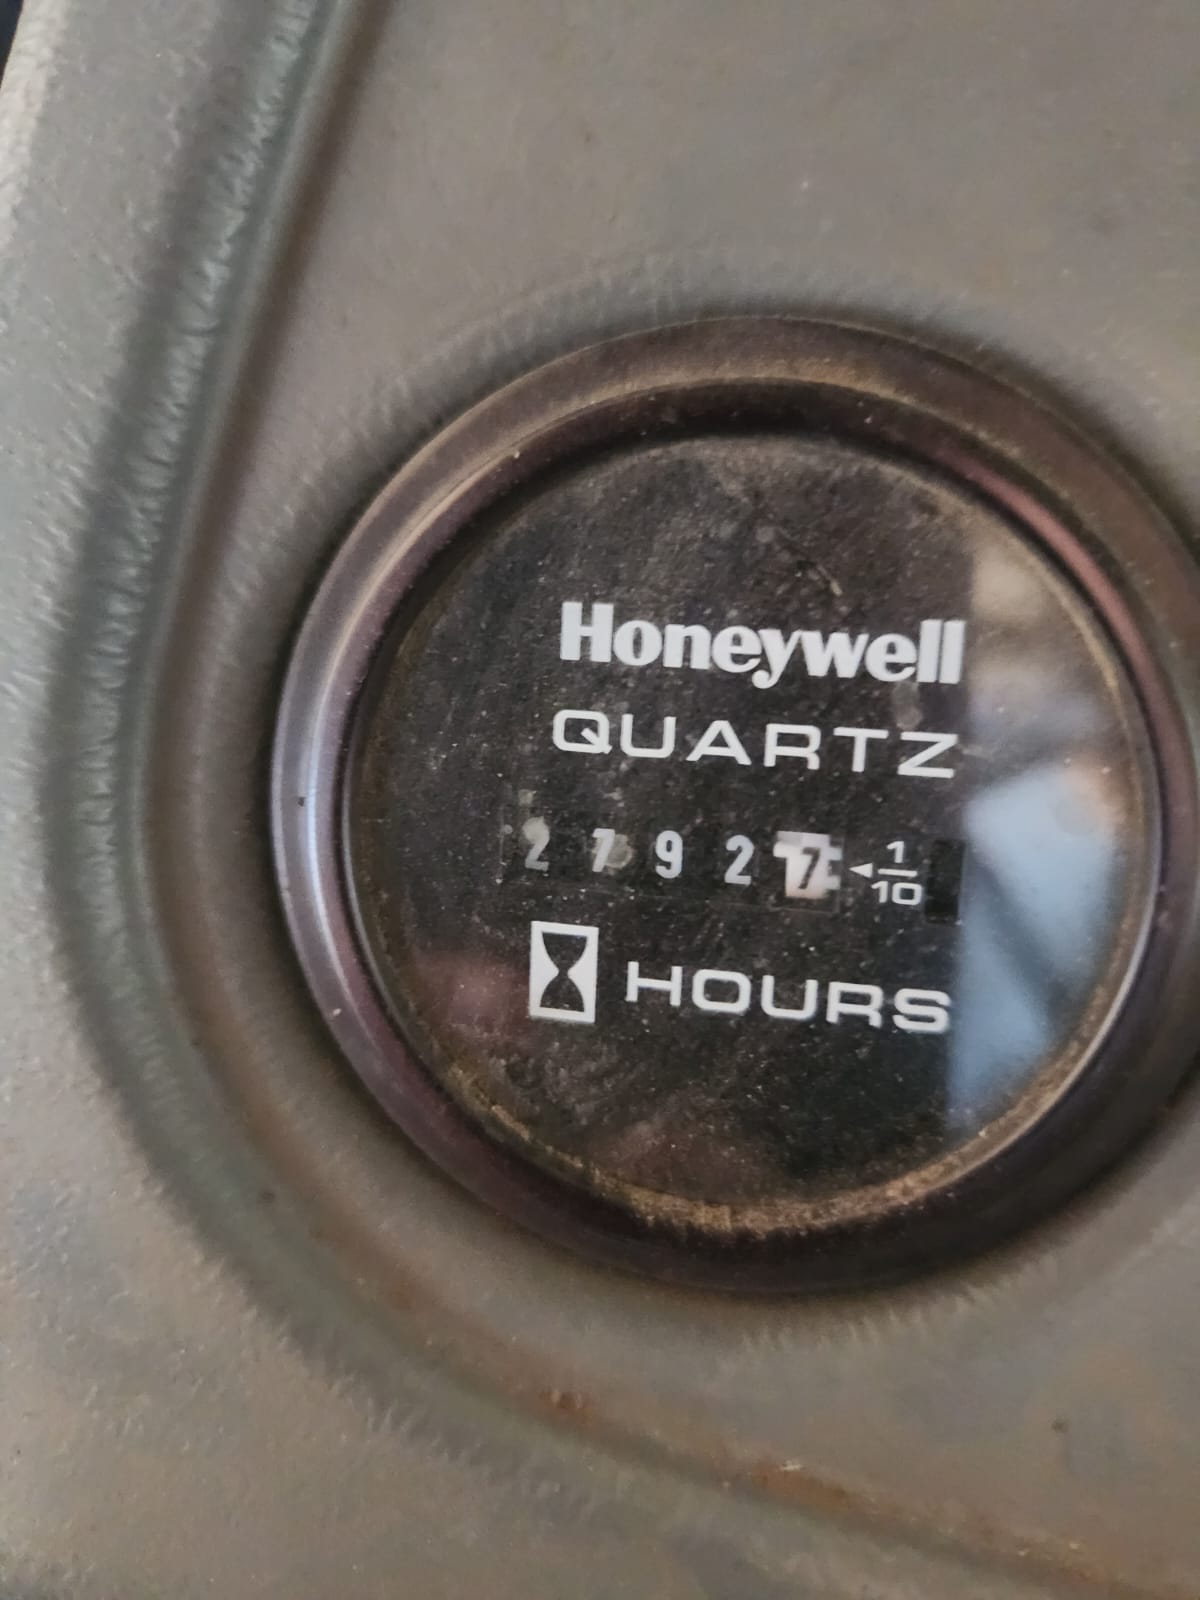 Honeywell
QUARTZ
2 7 9 2 7 ◄ 1/10
HOURS